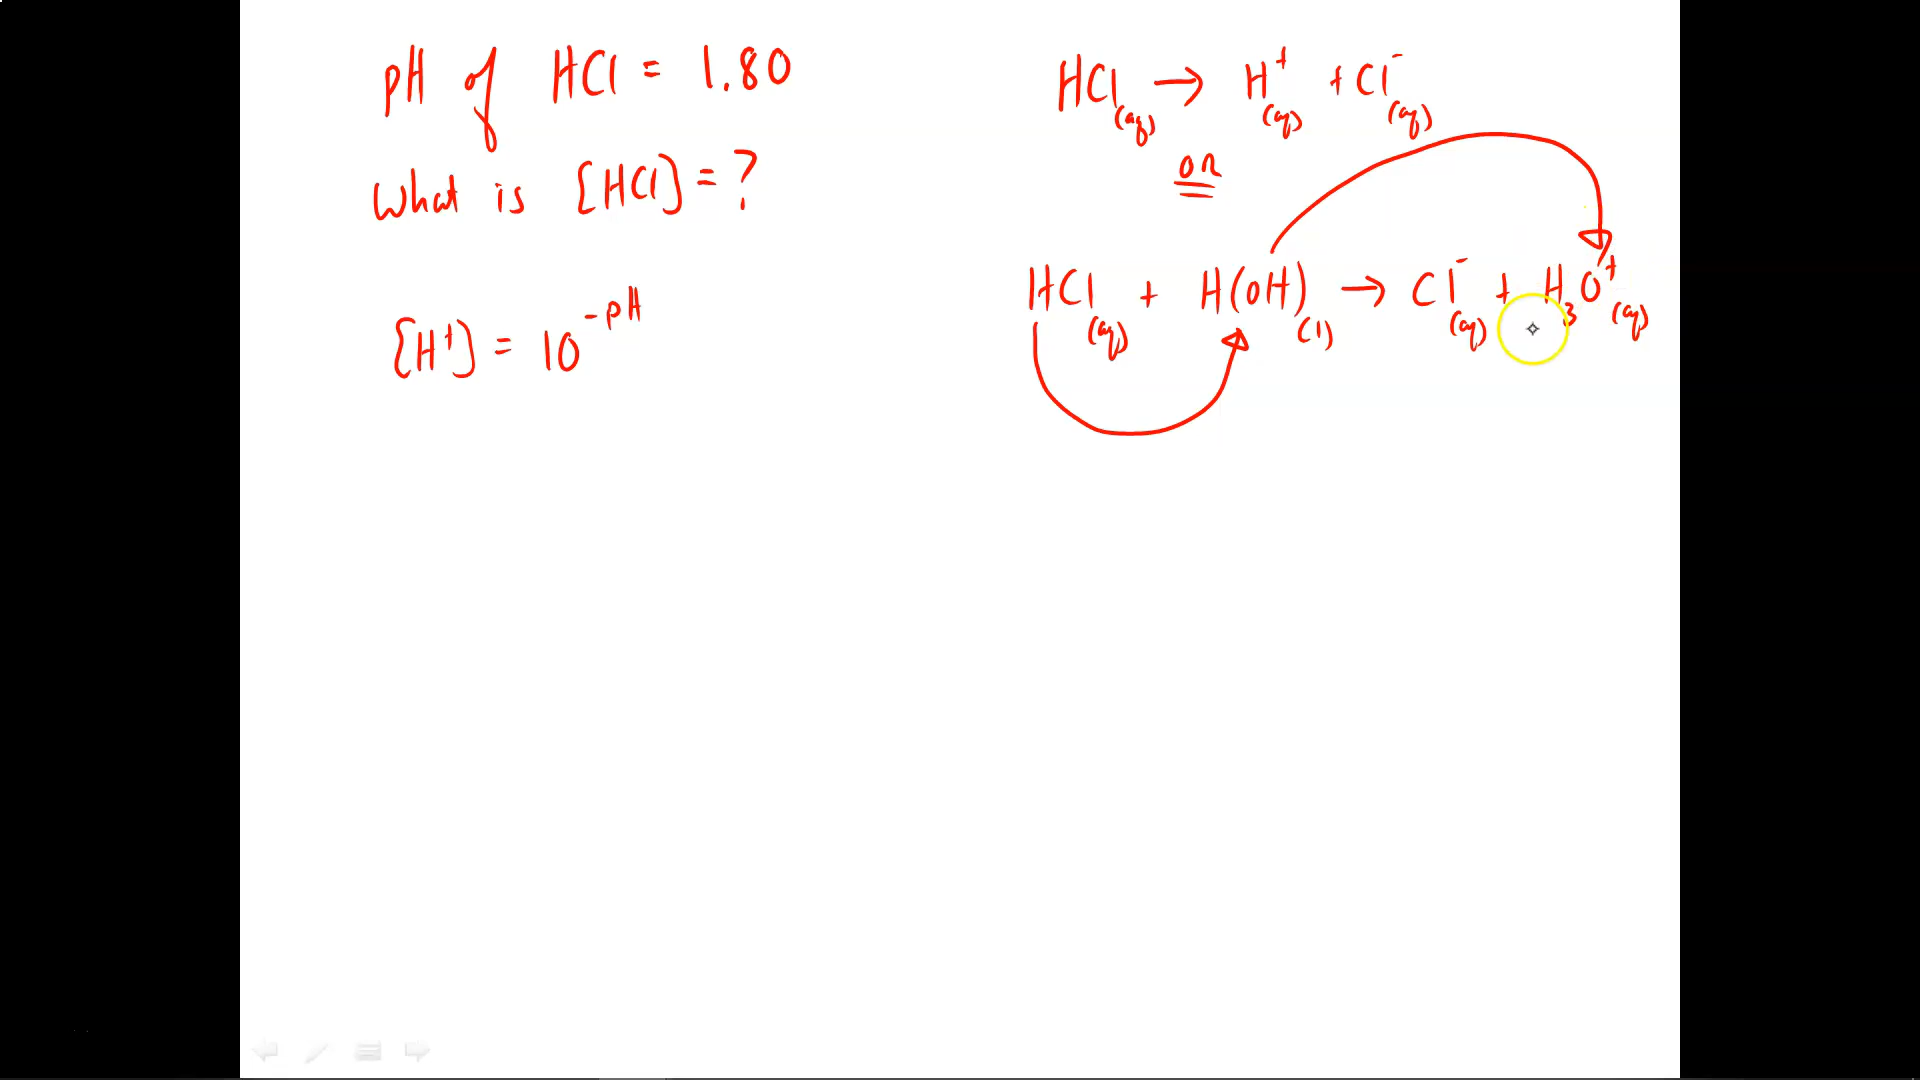 pH of HCl = 1.80
What is [HCl] = ?
[H⁺] = 10⁻ᵖᴴ
HCl(aq) → H⁺(aq) + Cl⁻(aq)
OR
HCl(aq) + H(OH)(l) → Cl⁻(aq) + H₃O⁺(aq)